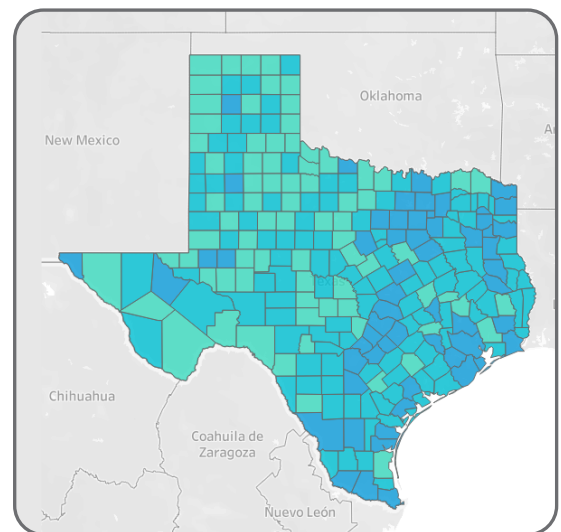 Oklahoma
New Mexico
Chihuahua
Coahuila de
Zaragoza
Nuevo León